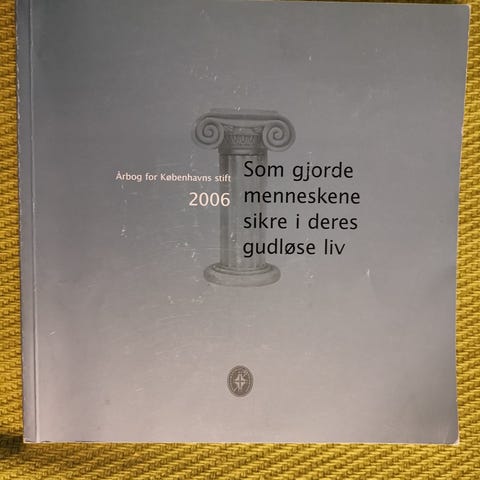 Årbog for Københavns stift
2006
Som gjorde
menneskene
sikre i deres
gudløse liv